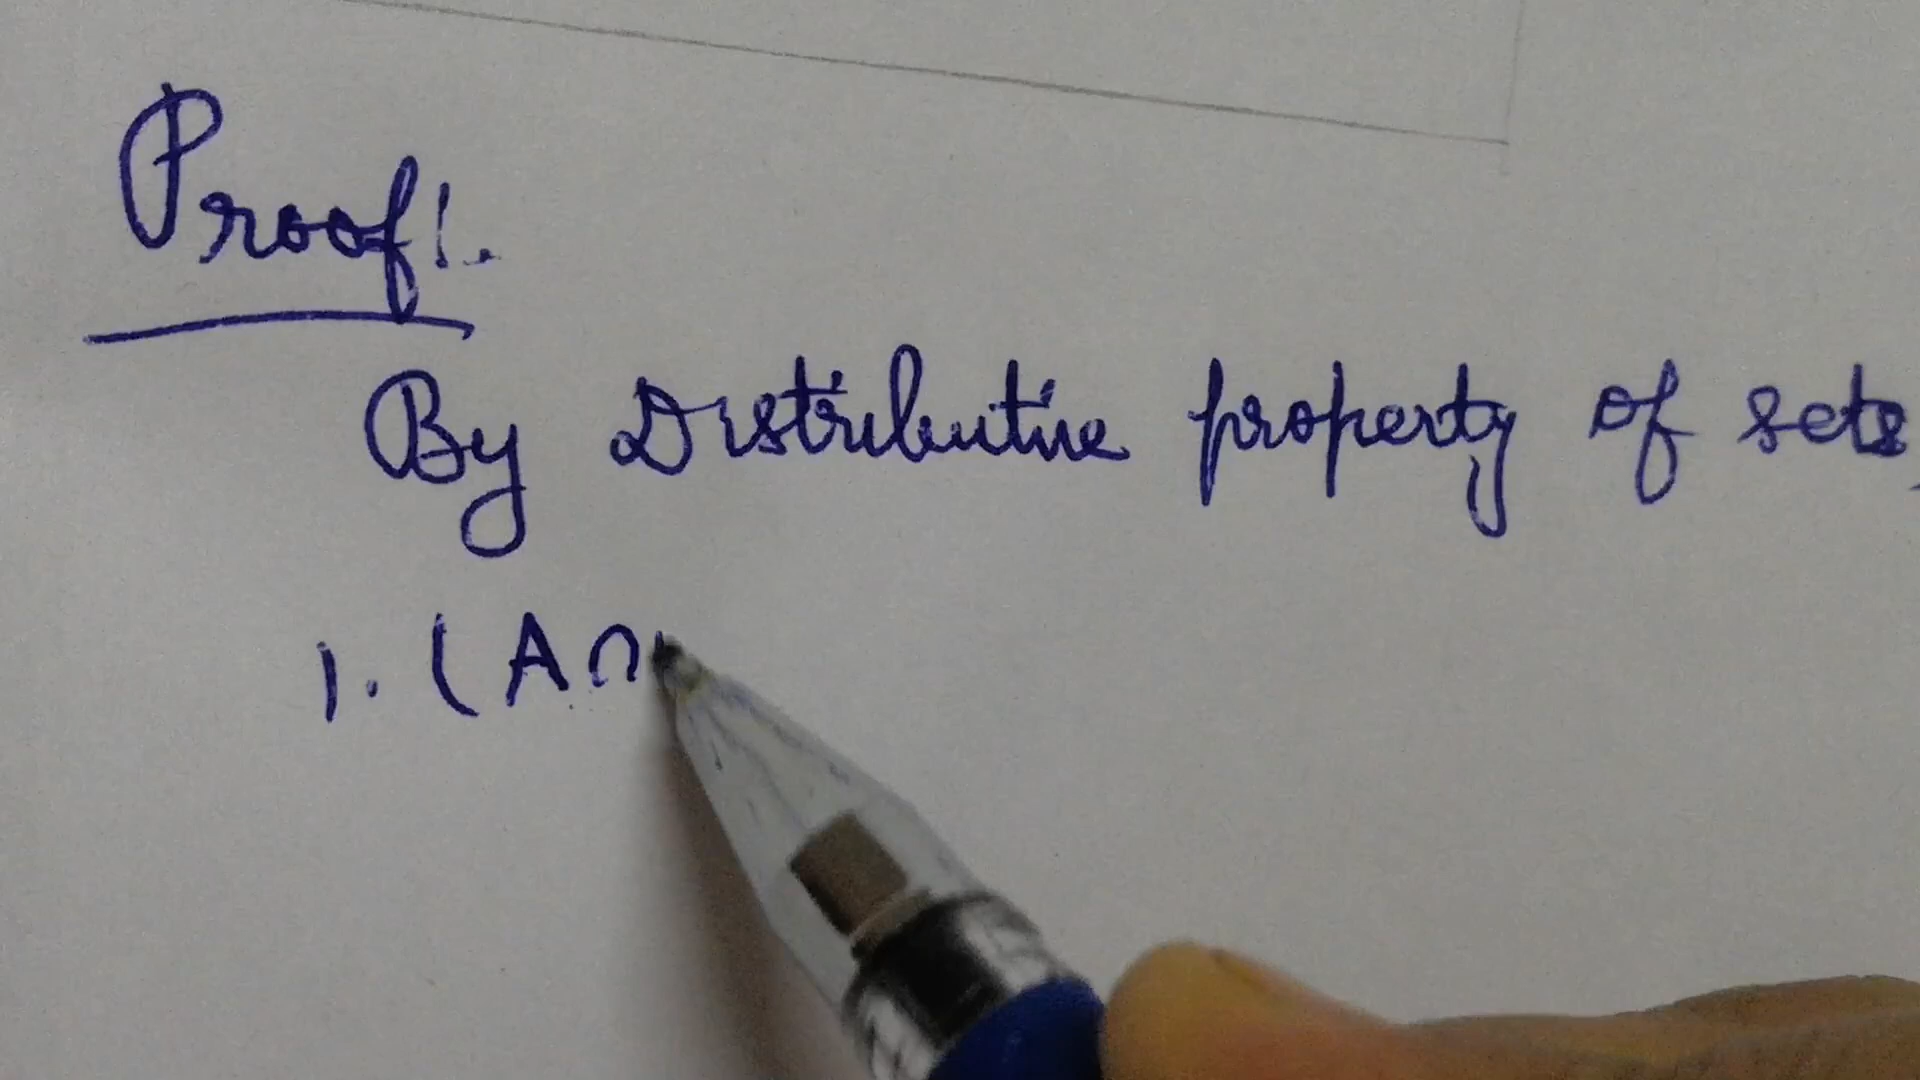 Proof:-
By Distributive property of sets,
1. (A ∩